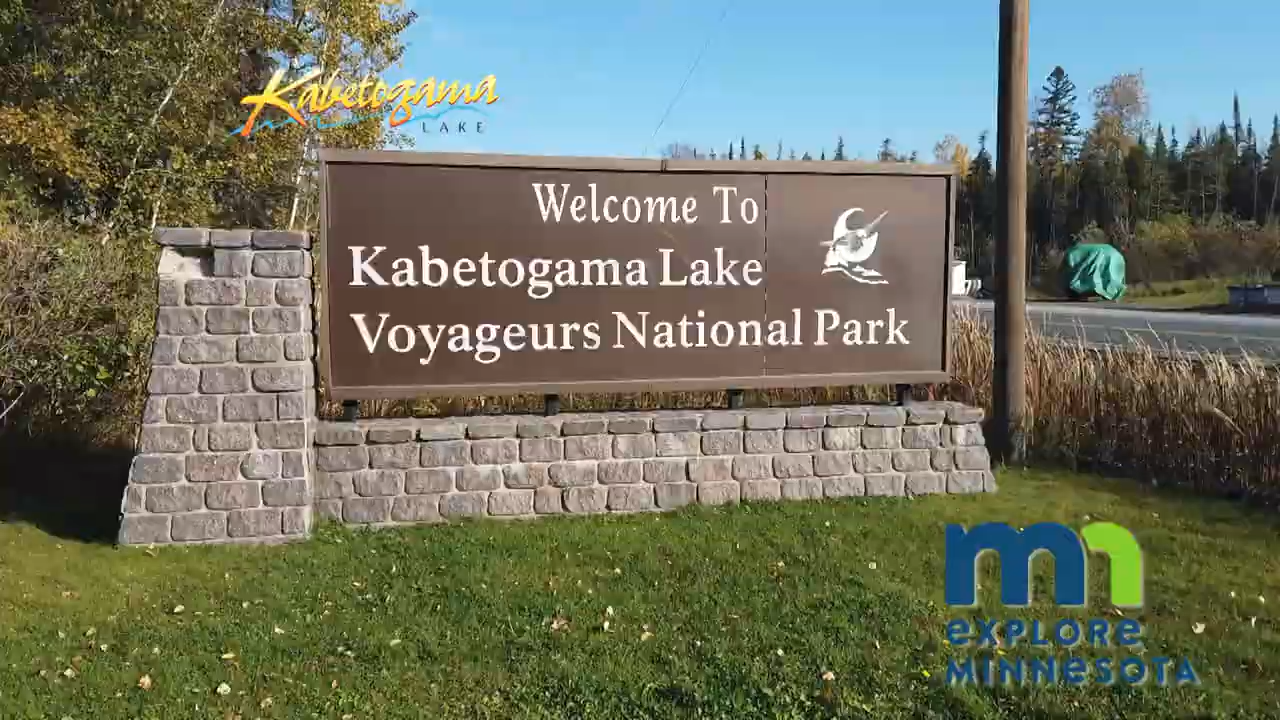 Kabetogama
LAKE
Welcome To
Kabetogama Lake
Voyageurs National Park
mn
explore
minnesota